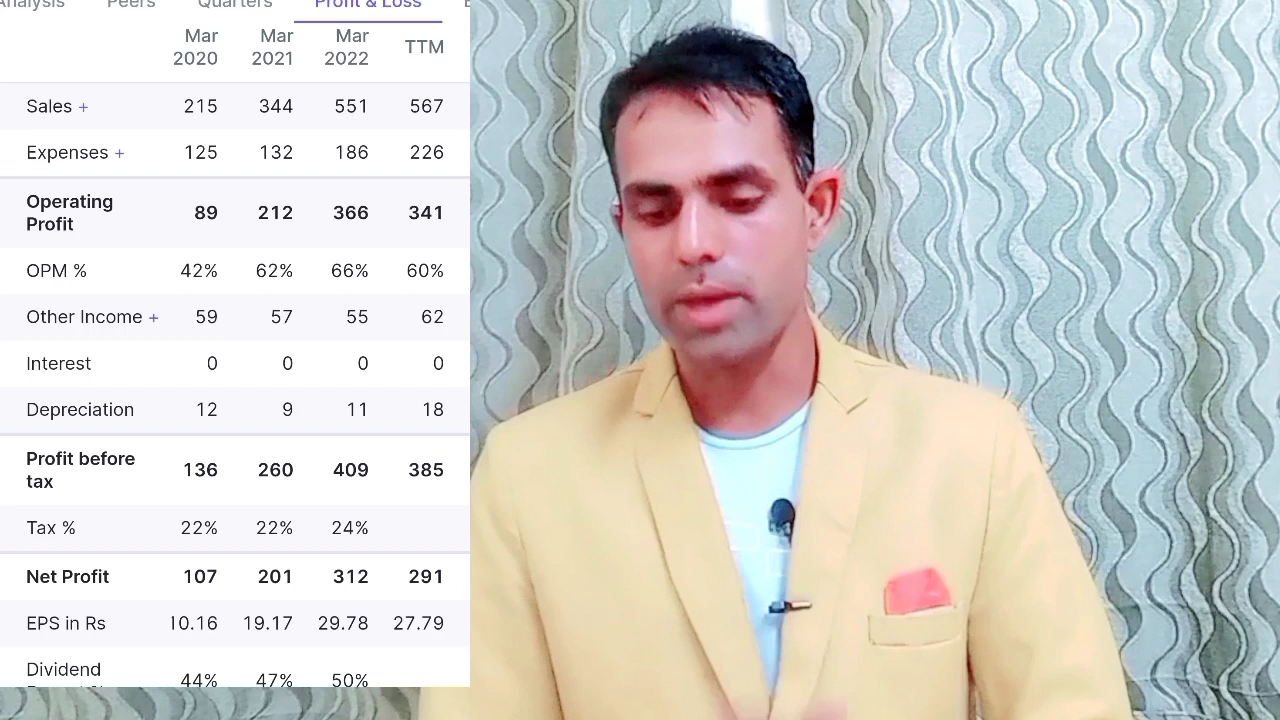 Analysis Peers Quarters Profit & Loss
Mar 2020 Mar 2021 Mar 2022 TTM
Sales + 215 344 551 567
Expenses + 125 132 186 226
Operating Profit 89 212 366 341
OPM % 42% 62% 66% 60%
Other Income + 59 57 55 62
Interest 0 0 0 0
Depreciation 12 9 11 18
Profit before tax 136 260 409 385
Tax % 22% 22% 24%
Net Profit 107 201 312 291
EPS in Rs 10.16 19.17 29.78 27.79
Dividend 44% 47% 50%